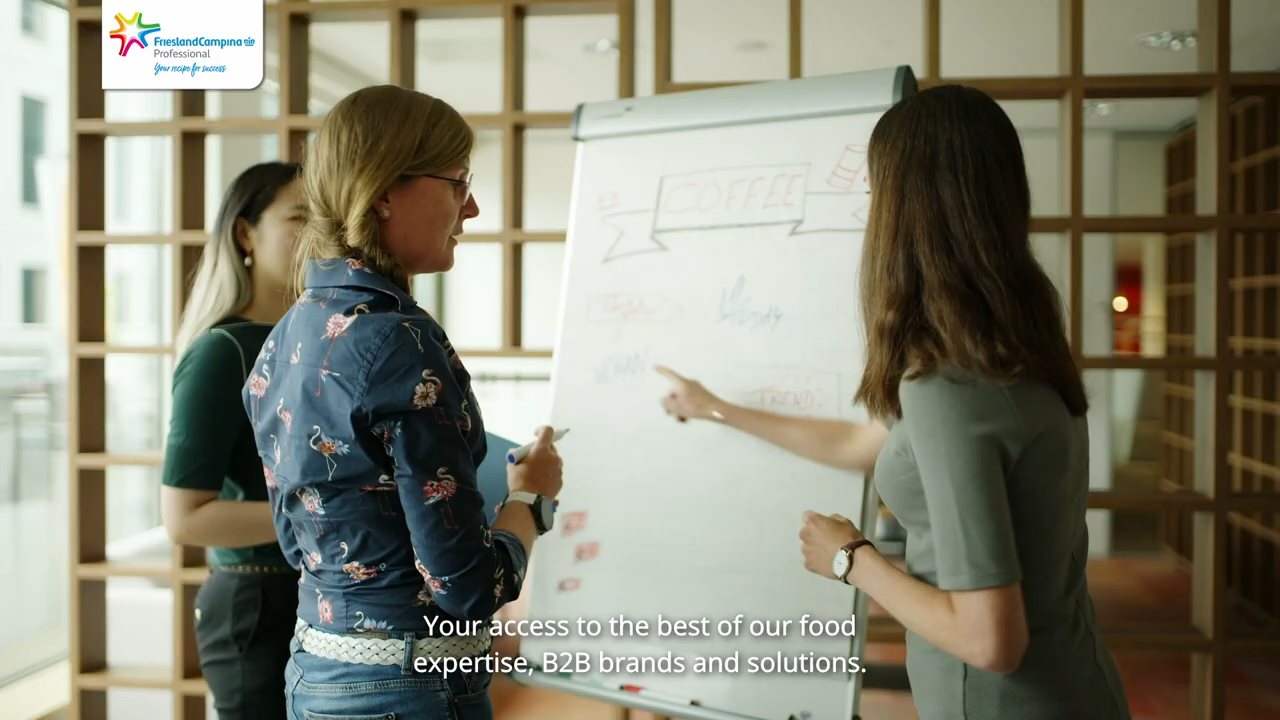 FrieslandCampina
Professional
Your recipe for success
COFFEE
TREND:
Your access to the best of our food
expertise, B2B brands and solutions.